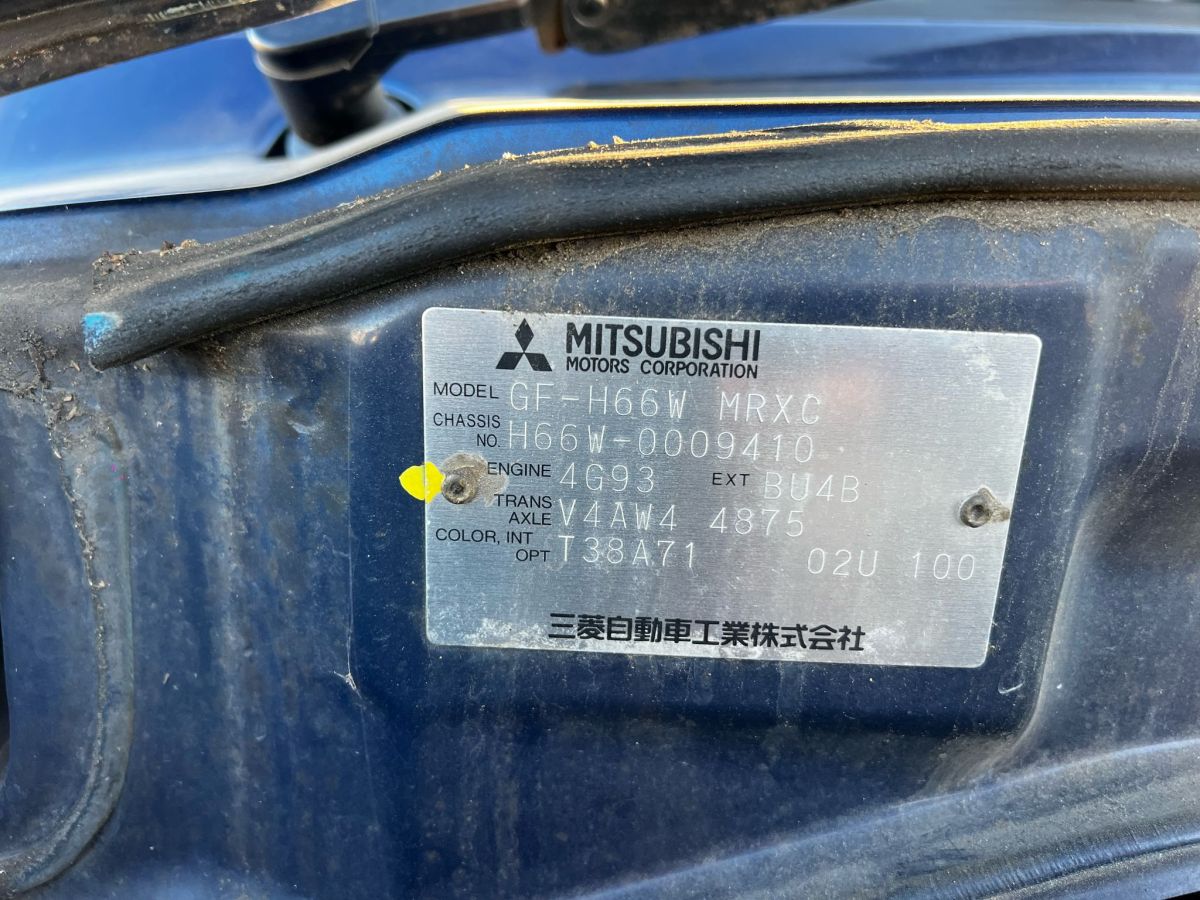 MITSUBISHI
MOTORS CORPORATION
MODEL GF-H66W MRXC
CHASSIS NO. H66W-0009410
ENGINE 4G93 EXT BU4B
TRANS AXLE V4AW4 4875
COLOR, INT OPT T38A71 02U 100
三菱自動車工業株式会社